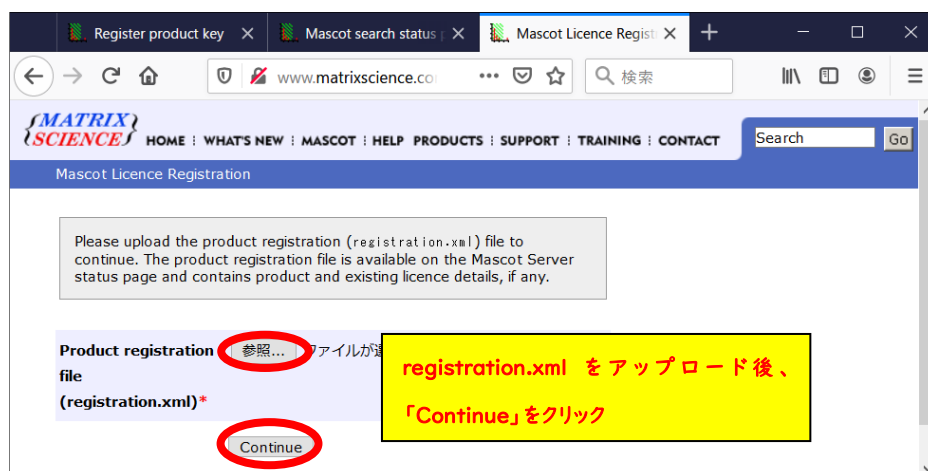 Register product key
Mascot search status p
Mascot Licence Regist
www.matrixscience.co
検索
MATRIX
SCIENCE
HOME WHAT'S NEW MASCOT HELP PRODUCTS SUPPORT TRAINING CONTACT
Search Go
Mascot Licence Registration
Please upload the product registration (registration.xml) file to
continue. The product registration file is available on the Mascot Server
status page and contains product and existing licence details, if any.
Product registration
file
(registration.xml)*
参照... ファイルが選
registration.xml をアップロード後、
「Continue」をクリック
Continue